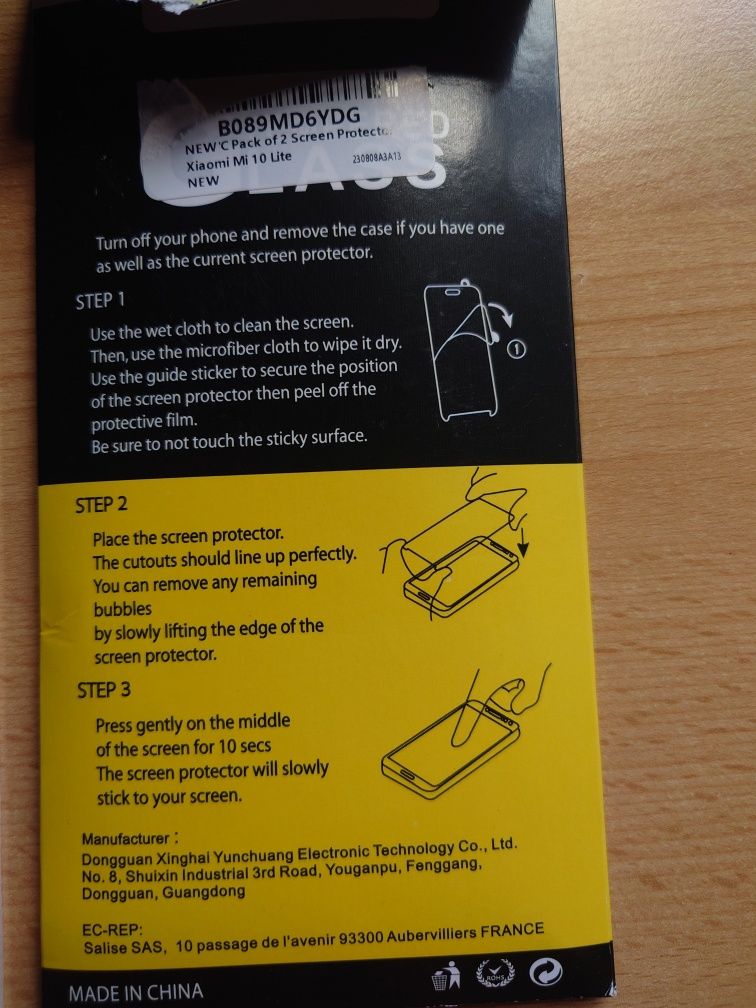 B089MD6YDG
NEW'C Pack of 2 Screen
Xiaomi Mi 10 Lite
230808A3A13
NEW
Turn off your phone and remove the case if you have one
as well as the current screen protector.
STEP 1
Use the wet cloth to clean the screen.
Then, use the microfiber cloth to wipe it dry.
Use the guide sticker to secure the position
of the screen protector then peel off the
protective film.
Be sure to not touch the sticky surface.
1
STEP 2
Place the screen protector.
The cutouts should line up perfectly.
You can remove any remaining
bubbles
by slowly lifting the edge of the
screen protector.
STEP 3
Press gently on the middle
of the screen for 10 secs
The screen protector will slowly
stick to your screen.
Manufacturer :
Dongguan Xinghai Yunchuang Electronic Technology Co., Ltd.
No. 8, Shuixin Industrial 3rd Road, Youganpu, Fenggang,
Dongguan, Guangdong
EC-REP:
Salise SAS, 10 passage de l'avenir 93300 Aubervilliers FRANCE
MADE IN CHINA
ROHS